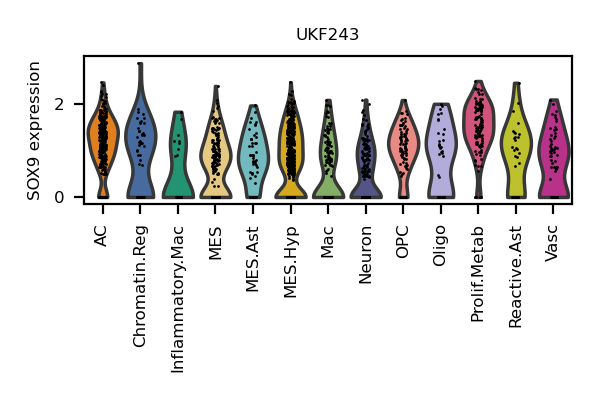 UKF243
SOX9 expression
2
0
AC
Chromatin.Reg
Inflammatory.Mac
MES
MES.Ast
MES.Hyp
Mac
Neuron
OPC
Oligo
Prolif.Metab
Reactive.Ast
Vasc